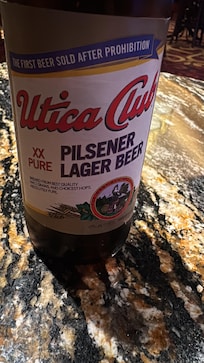 THE FIRST BEER SOLD AFTER PROHIBITION
Utica Club
XX
PURE
PILSENER
LAGER BEER